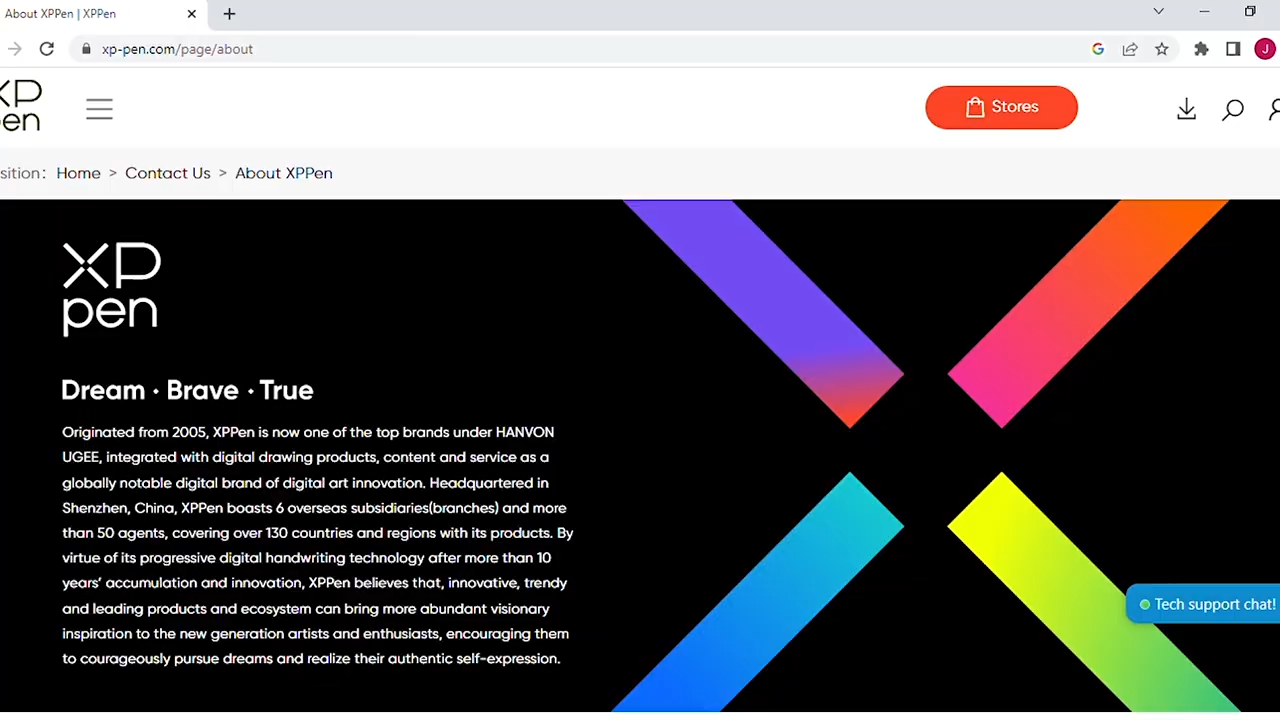 About XPPen | XPPen
xp-pen.com/page/about
J
XP
pen
Stores
sition: Home > Contact Us > About XPPen
XP
pen
Dream · Brave · True
Originated from 2005, XPPen is now one of the top brands under HANVON
UGEE, integrated with digital drawing products, content and service as a
globally notable digital brand of digital art innovation. Headquartered in
Shenzhen, China, XPPen boasts 6 overseas subsidiaries(branches) and more
than 50 agents, covering over 130 countries and regions with its products. By
virtue of its progressive digital handwriting technology after more than 10
years’ accumulation and innovation, XPPen believes that, innovative, trendy
and leading products and ecosystem can bring more abundant visionary
inspiration to the new generation artists and enthusiasts, encouraging them
to courageously pursue dreams and realize their authentic self-expression.
Tech support chat!